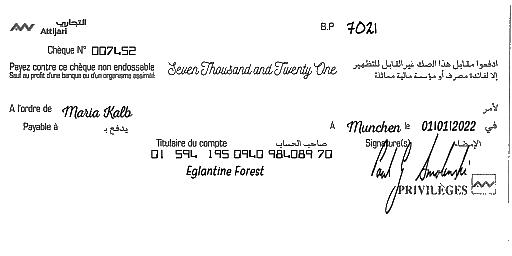 التجاري
Attijari
B.P 7021
Chèque N° 007452
Payez contre ce chèque non endossable
Sauf au profit d'une banque ou d'un organisme assimilé
Seven Thousand and Twenty One
ادفعوا مقابل هذا الصك غير القابل للتظهير
إلا لفائدة مصرف أو مؤسسة مالية مماثلة
A l'ordre de Maria Kalb لأمر
Payable à يدفع بـ
A Munchen le 01/01/2022 في
Titulaire du compte صاحب الحساب
Signature(s) الإمضاء
01 594 195 0940 984089 70
Eglantine Forest
Paul G Smolinski
PRIVILÈGES